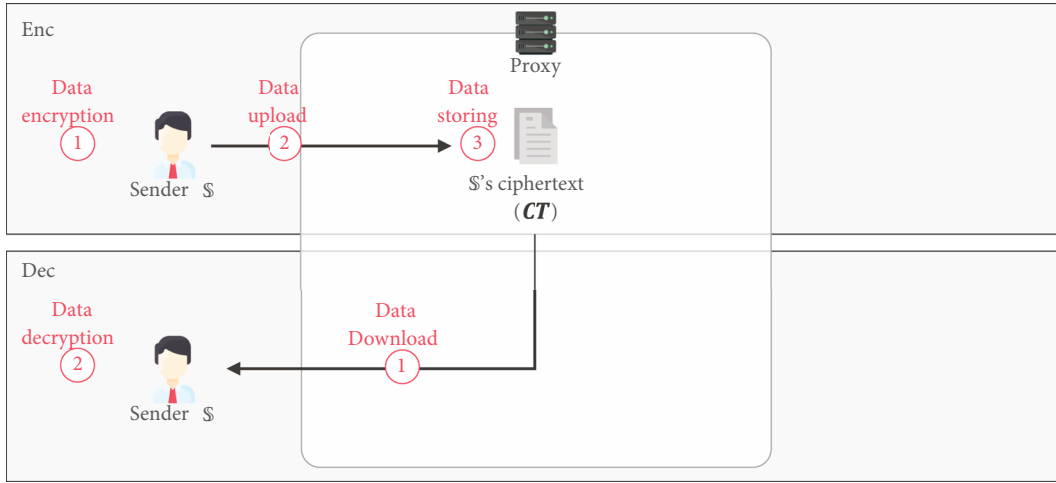 Enc
Proxy
Data
encryption
1
Data
upload
2
Data
storing
3
Sender 𝕊
𝕊's ciphertext
(CT)
Dec
Data
decryption
2
Data
Download
1
Sender 𝕊